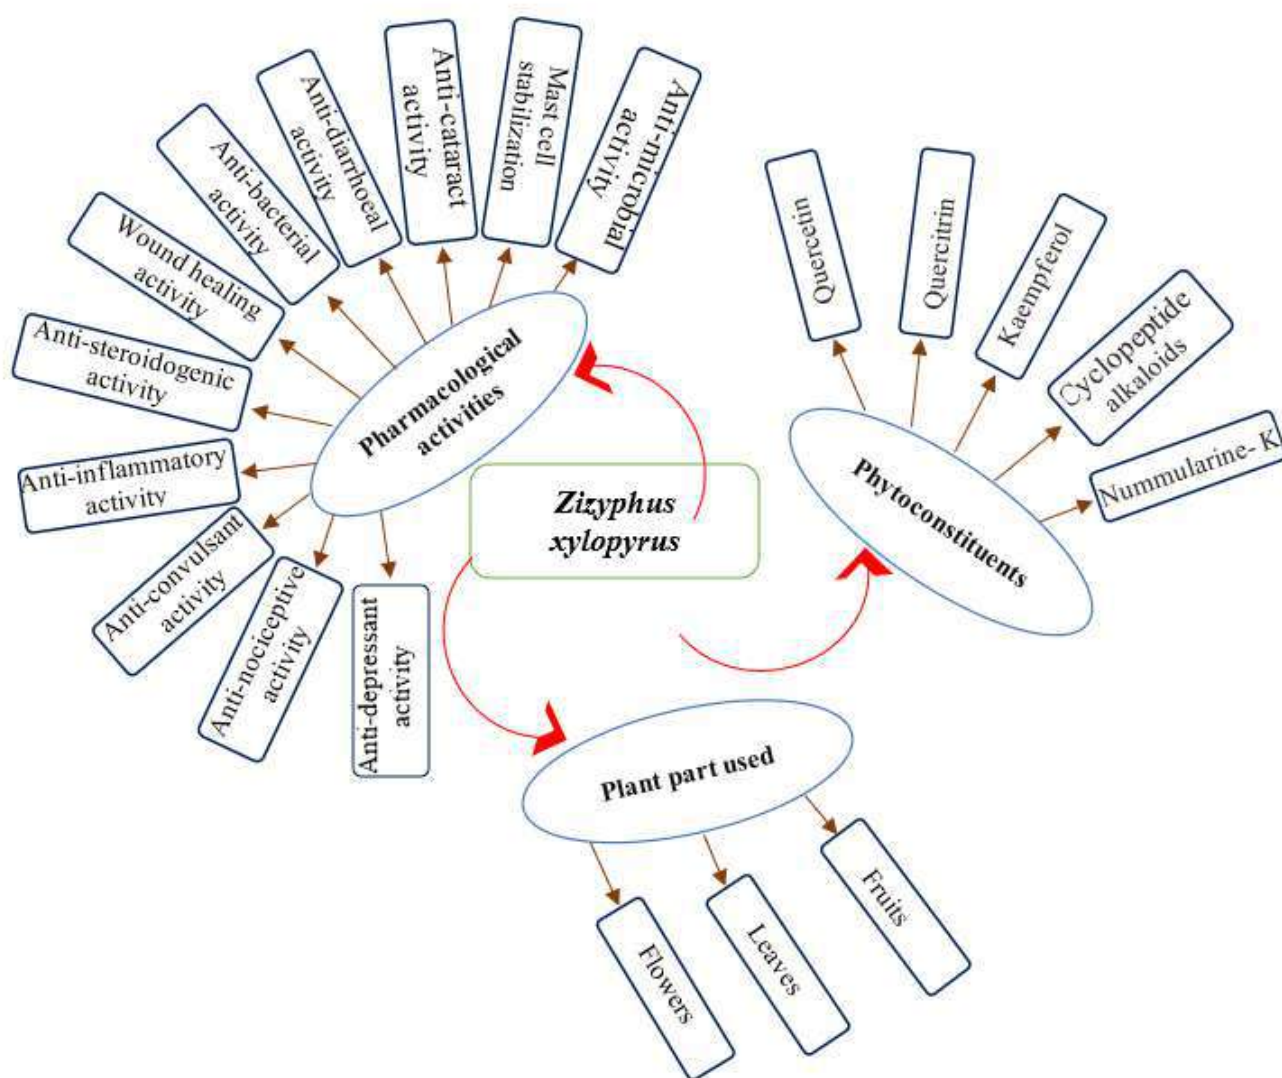 Zizyphus
xylopyrus
Pharmacological
activities
Anti-microbial
activity
Mast cell
stabilization
Anti-cataract
activity
Anti-diarrhoeal
activity
Anti-bacterial
activity
Wound healing
activity
Anti-steroidogenic
activity
Anti-inflammatory
activity
Anti-convulsant
activity
Anti-nociceptive
activity
Anti-depressant
activity
Phytoconstituents
Quercetin
Quercitrin
Kaempferol
Cyclopeptide
alkaloids
Nummularine- K
Plant part used
Flowers
Leaves
Fruits